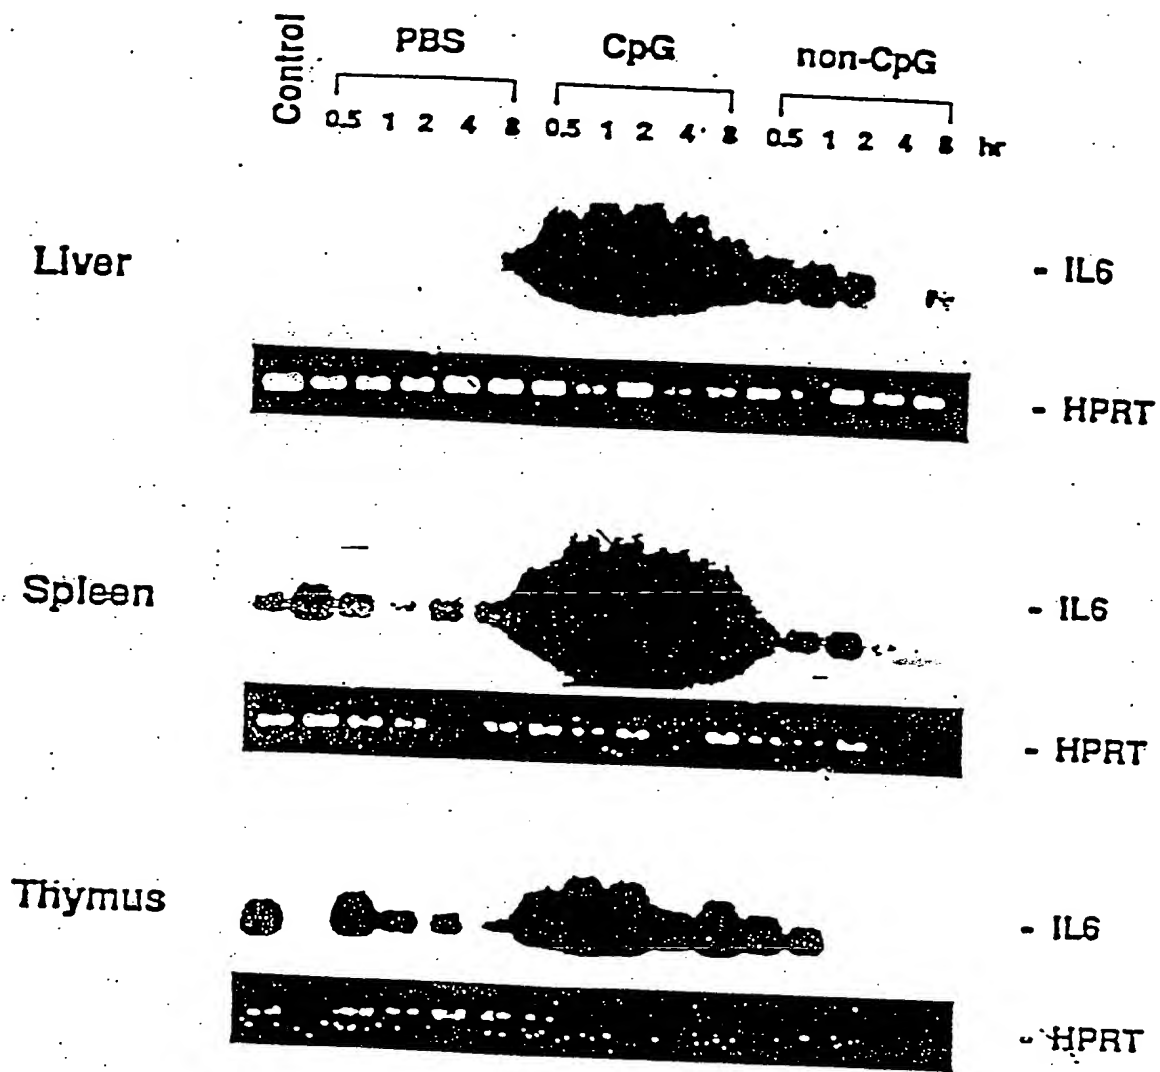 Control PBS CpG non-CpG
0.5 1 2 4 8 0.5 1 2 4 8 0.5 1 2 4 8 hr
Liver - IL6
- HPRT
Spleen - IL6
- HPRT
Thymus - IL6
- HPRT